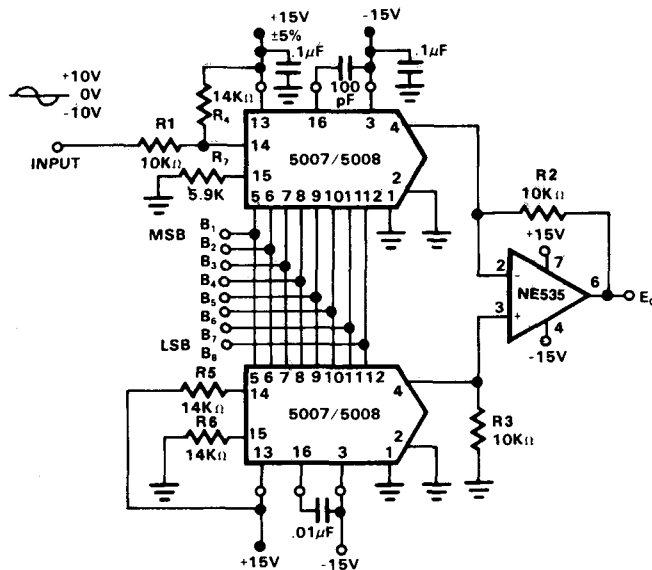 +15V
±5%
-15V
.1µF
.1µF
+10V
0V
-10V
14KΩ
R4
100
pF
13
16
3
4
R1
14
INPUT
10KΩ
R7
15
5007/5008
2
5.9K
5 6 7 8 9 10 11 12
1
R2
10KΩ
+15V
B1
MSB
B2
B3
B4
B5
B6
B7
LSB
B8
2
-
7
NE535
6
EO
3
+
4
-15V
5 6 7 8 9 10 11 12
4
R5
14
14KΩ
5007/5008
R6
15
2
14KΩ
13
16
3
1
R3
10KΩ
.01µF
+15V
-15V